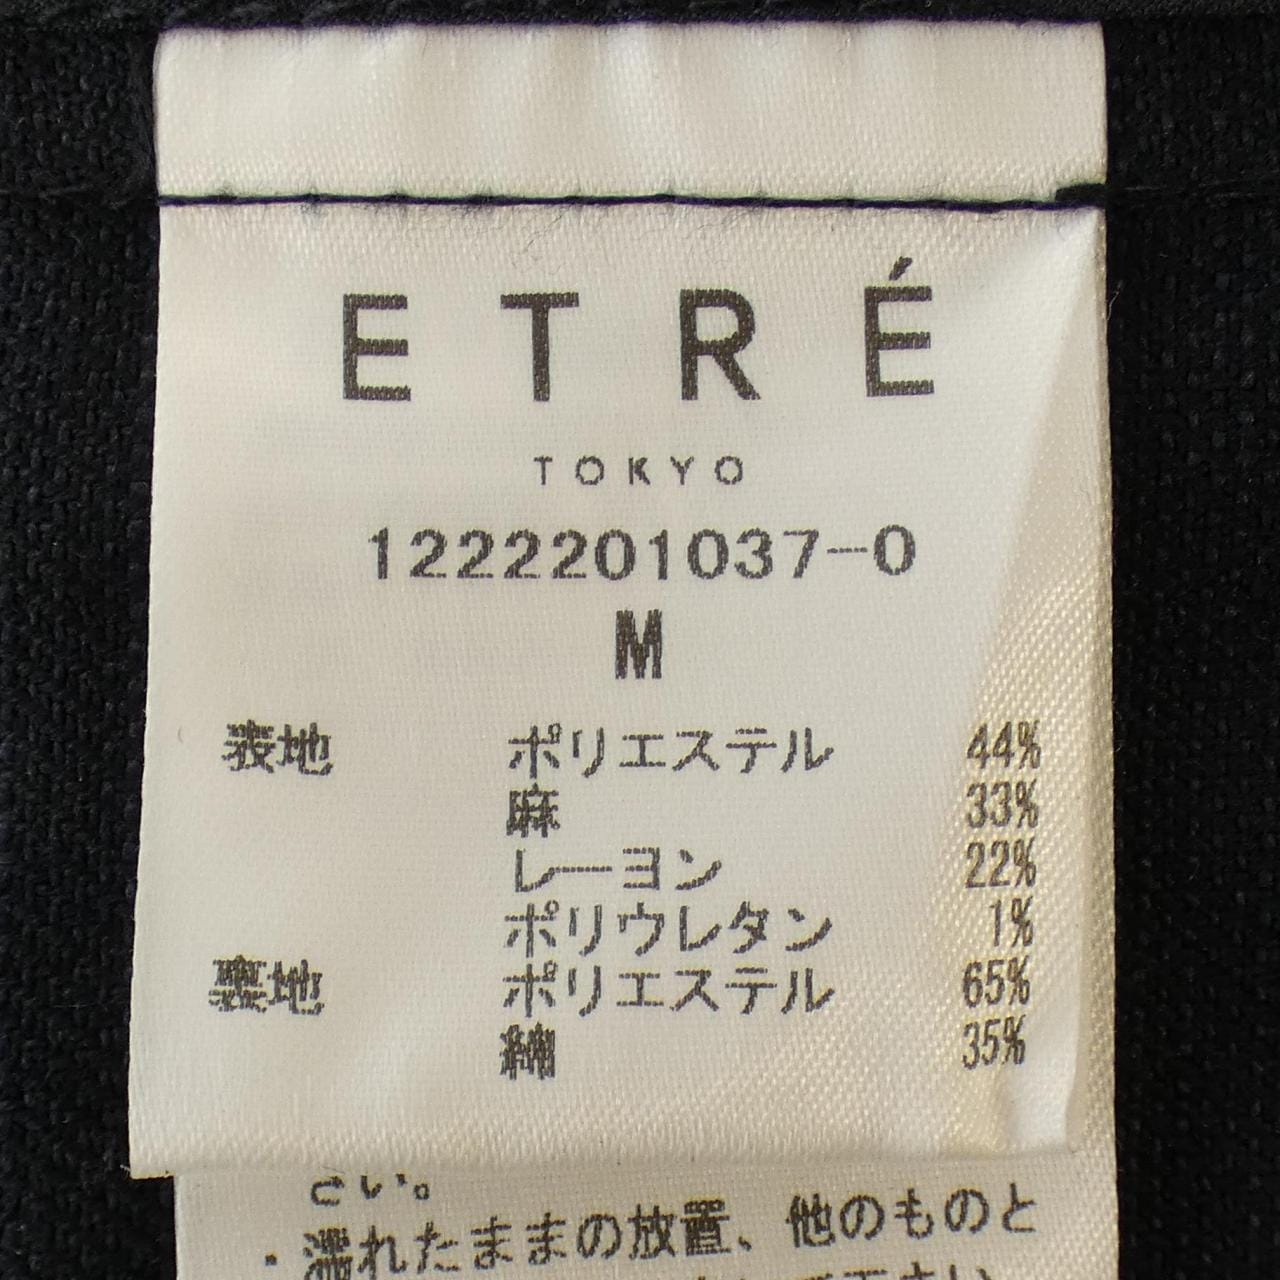 ETRÉ
TOKYO
1222201037-0
M
表地 ポリエステル 44%
麻 33%
レーヨン 22%
ポリウレタン 1%
裏地 ポリエステル 65%
綿 35%
さい。
・濡れたままの放置、他のものと